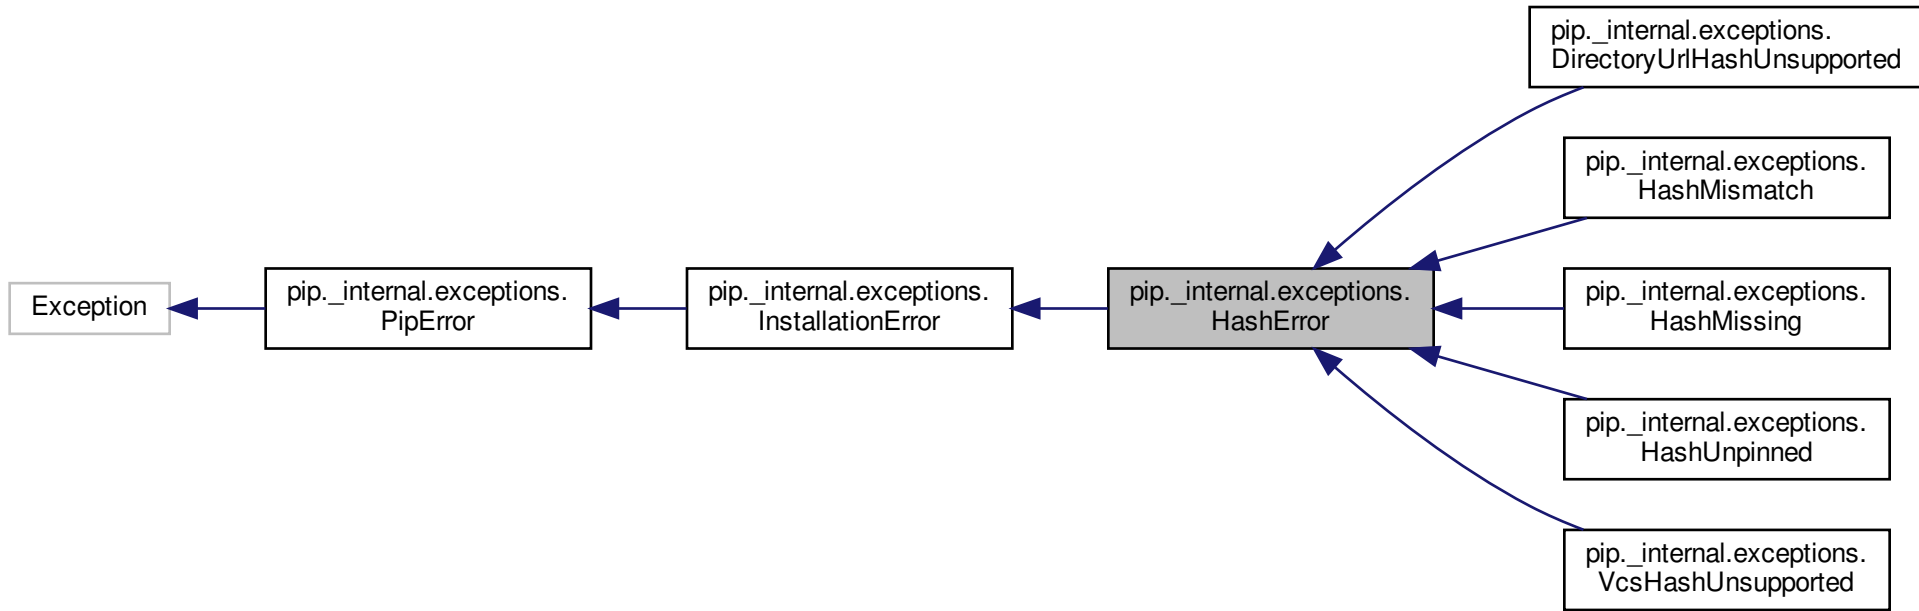 Exception
pip._internal.exceptions.
PipError
pip._internal.exceptions.
InstallationError
pip._internal.exceptions.
HashError
pip._internal.exceptions.
DirectoryUrlHashUnsupported
pip._internal.exceptions.
HashMismatch
pip._internal.exceptions.
HashMissing
pip._internal.exceptions.
HashUnpinned
pip._internal.exceptions.
VcsHashUnsupported